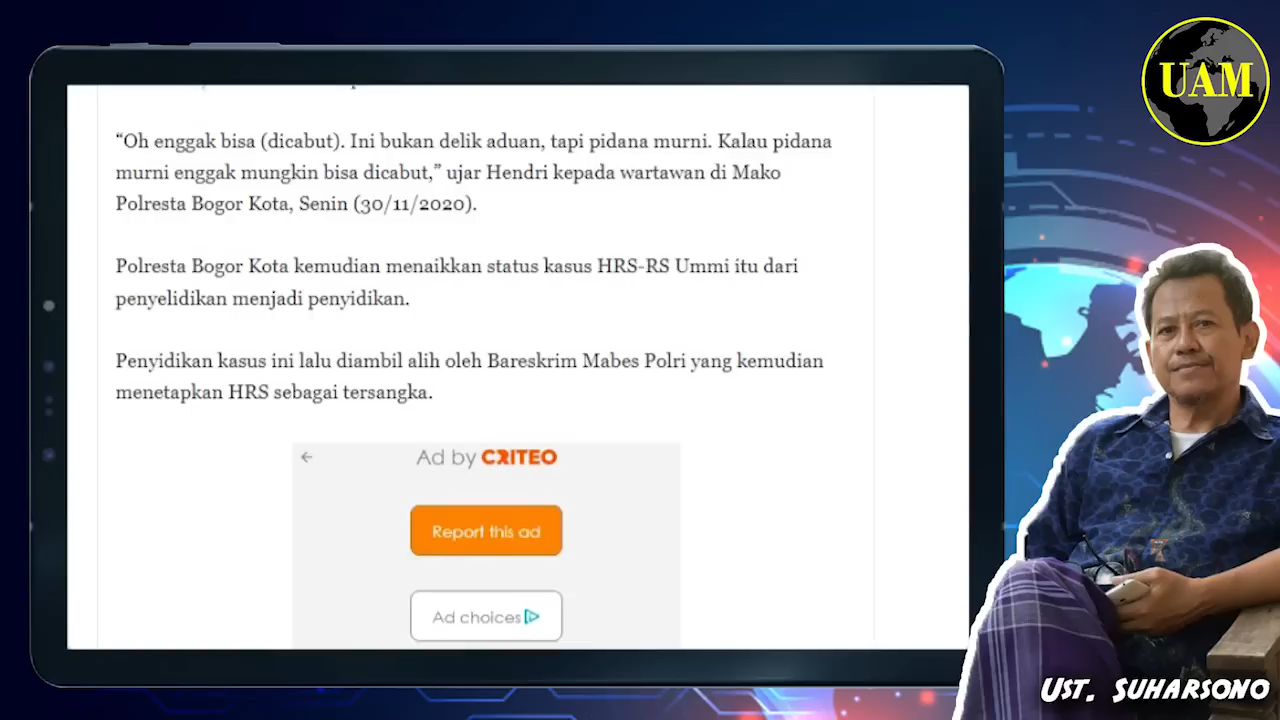 UAM
“Oh enggak bisa (dicabut). Ini bukan delik aduan, tapi pidana murni. Kalau pidana
murni enggak mungkin bisa dicabut,” ujar Hendri kepada wartawan di Mako
Polresta Bogor Kota, Senin (30/11/2020).
Polresta Bogor Kota kemudian menaikkan status kasus HRS-RS Ummi itu dari
penyelidikan menjadi penyidikan.
Penyidikan kasus ini lalu diambil alih oleh Bareskrim Mabes Polri yang kemudian
menetapkan HRS sebagai tersangka.
Ad by CRITEO
Report this ad
Ad choices
UST. SUHARSONO